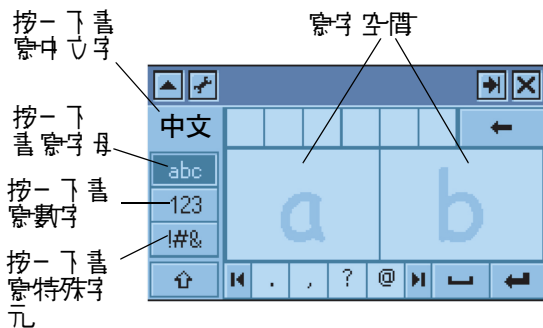 按一下書
寫中文字
寫字空間
中文
按一下
書寫字母
abc
按一下書
寫數字
123
!#&
按一下書
寫特殊字
元
a b
. , ? @